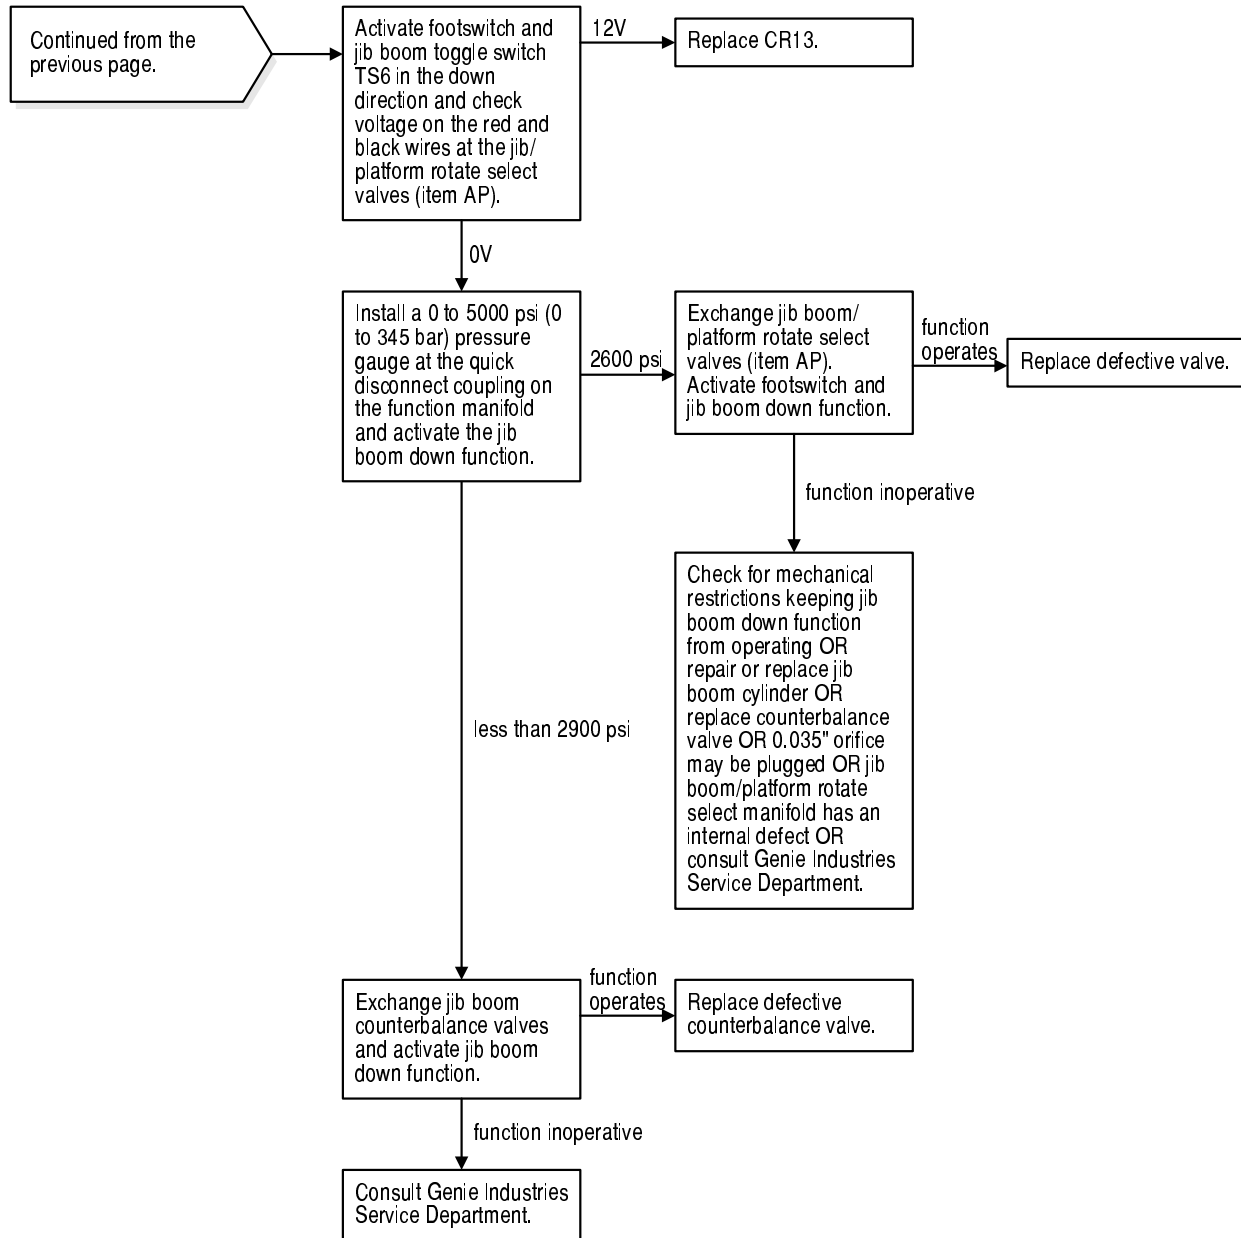 Continued from the
previous page.
Activate footswitch and
jib boom toggle switch
TS6 in the down
direction and check
voltage on the red and
black wires at the jib/
platform rotate select
valves (item AP).
12V
Replace CR13.
0V
Install a 0 to 5000 psi (0
to 345 bar) pressure
gauge at the quick
disconnect coupling on
the function manifold
and activate the jib
boom down function.
2600 psi
Exchange jib boom/
platform rotate select
valves (item AP).
Activate footswitch and
jib boom down function.
function
operates
Replace defective valve.
function inoperative
Check for mechanical
restrictions keeping jib
boom down function
from operating OR
repair or replace jib
boom cylinder OR
replace counterbalance
valve OR 0.035" orifice
may be plugged OR jib
boom/platform rotate
select manifold has an
internal defect OR
consult Genie Industries
Service Department.
less than 2900 psi
Exchange jib boom
counterbalance valves
and activate jib boom
down function.
function
operates
Replace defective
counterbalance valve.
function inoperative
Consult Genie Industries
Service Department.